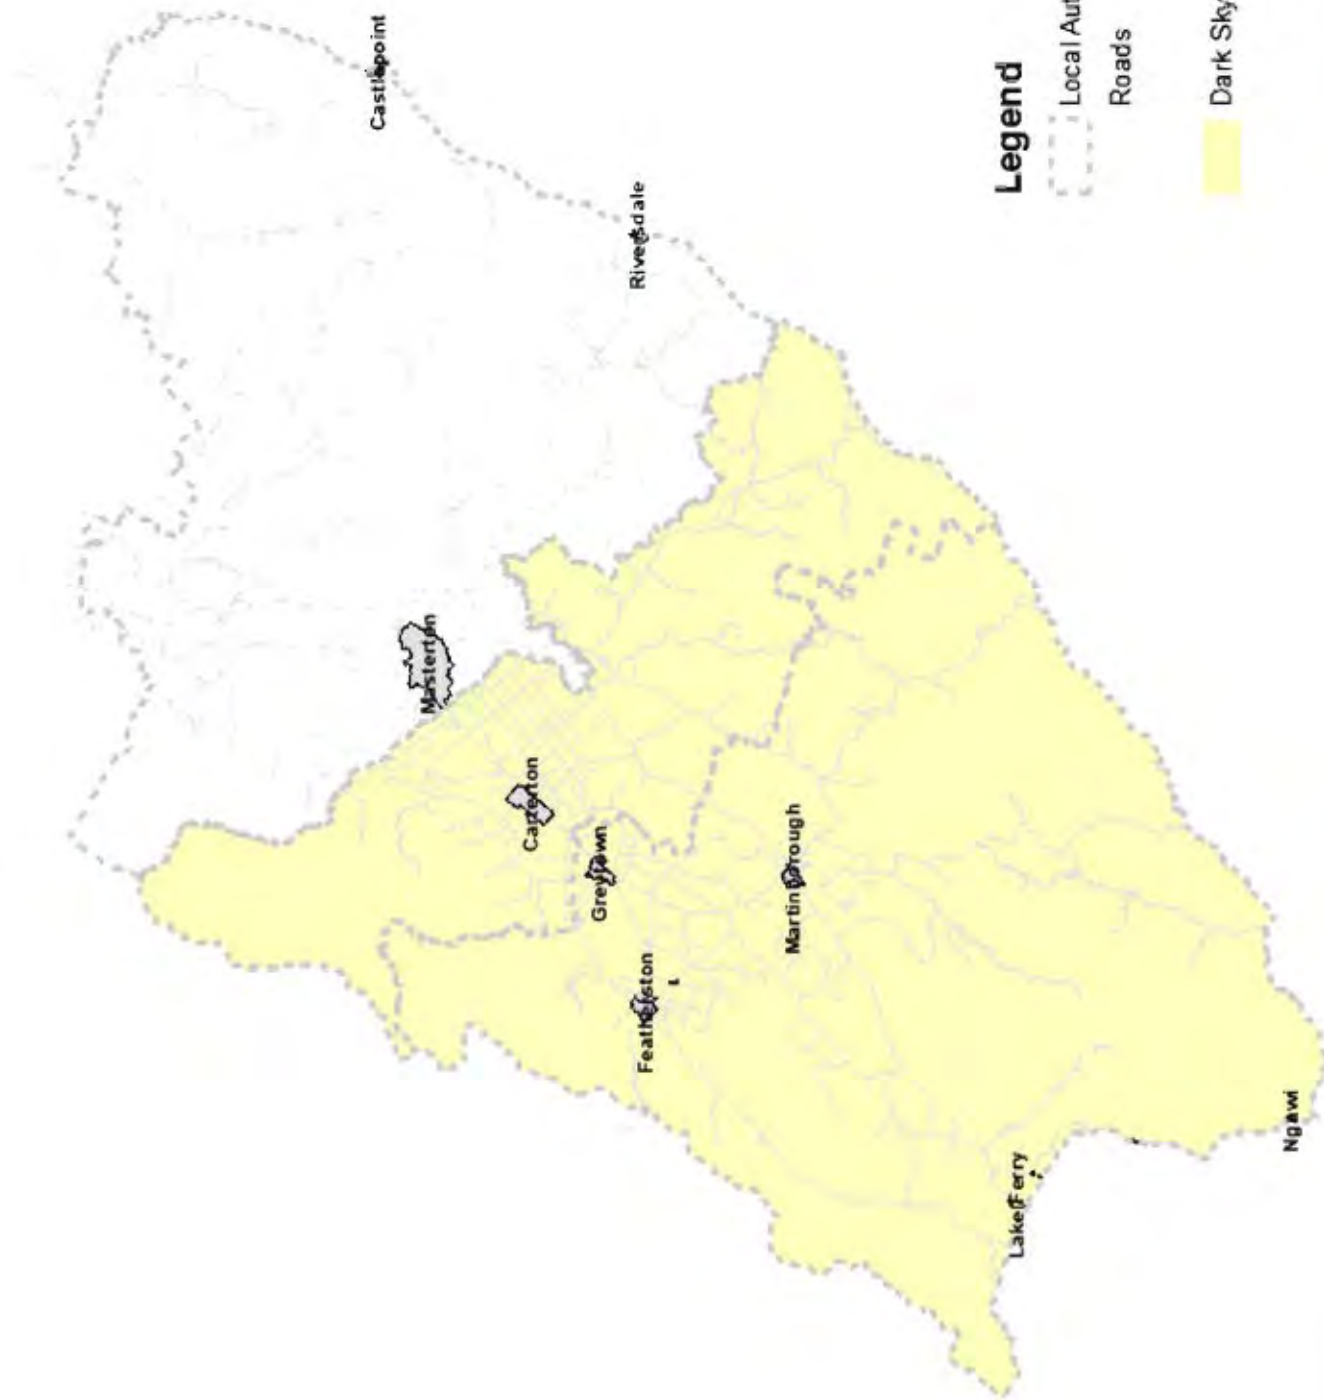 Castlepoint
Riversdale
Masterton
Carterton
Greytown
Featherston
Martinborough
Lake Ferry
Ngawi
Legend
Local Aut
Roads
Dark Sky